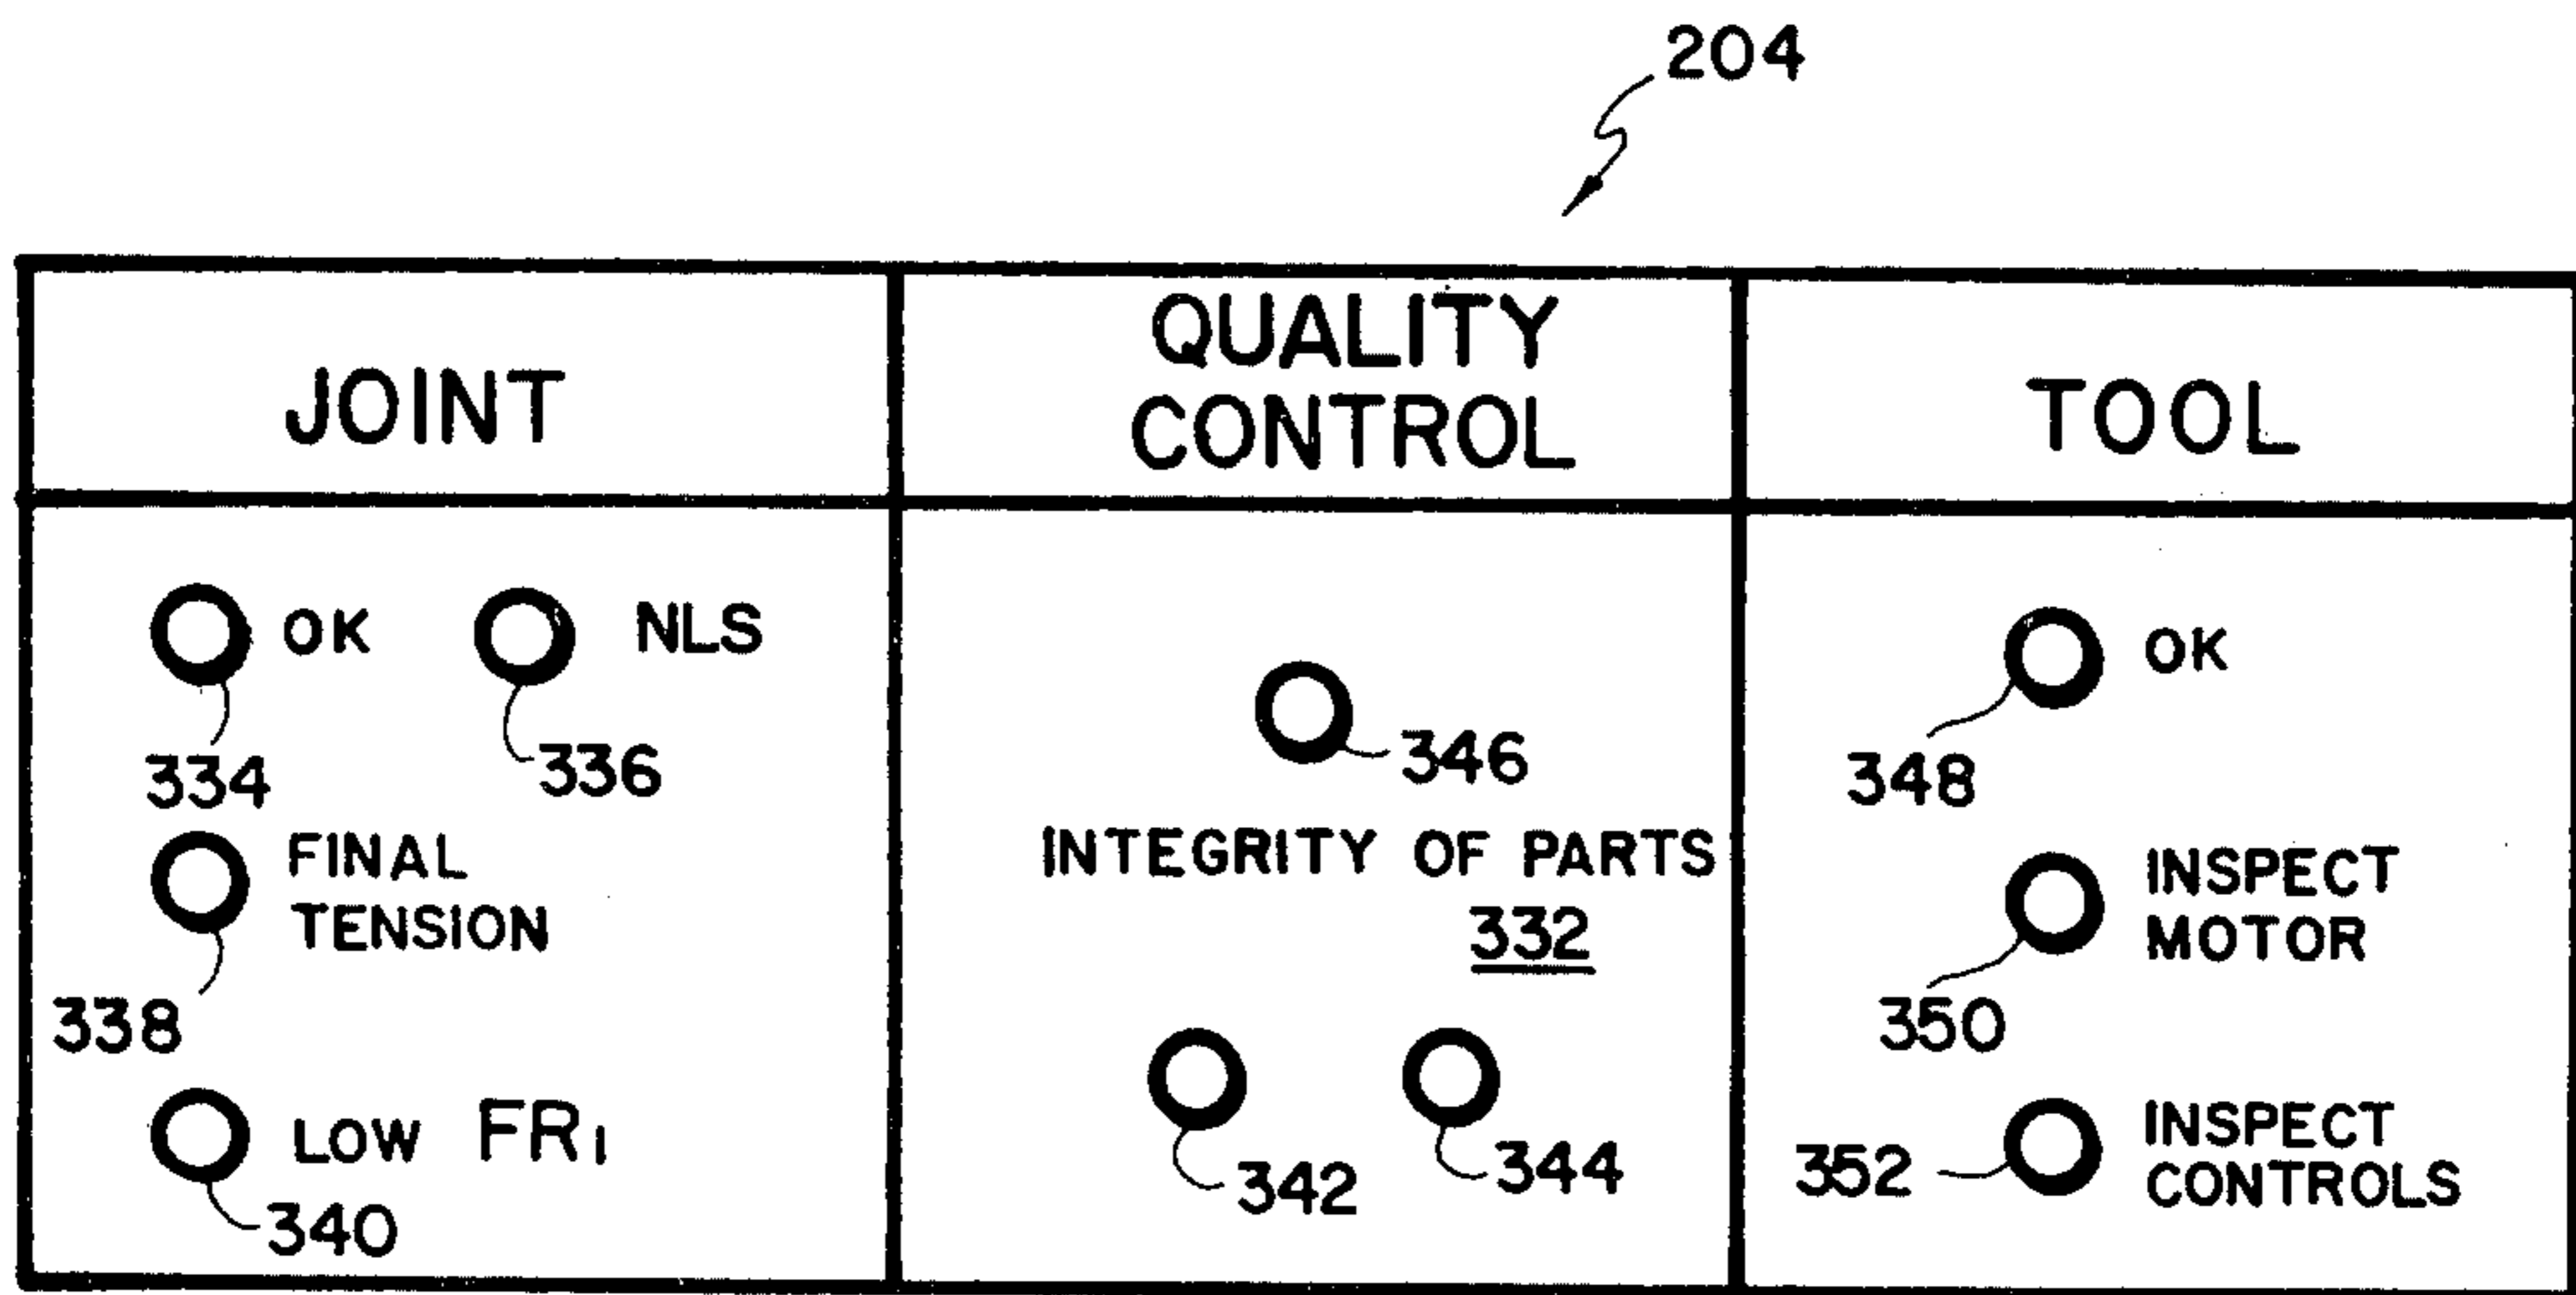 204
JOINT
QUALITY
CONTROL
TOOL
OK
NLS
334
336
FINAL
TENSION
338
LOW FR₁
340
346
INTEGRITY OF PARTS
332
342
344
OK
348
INSPECT
MOTOR
350
INSPECT
CONTROLS
352